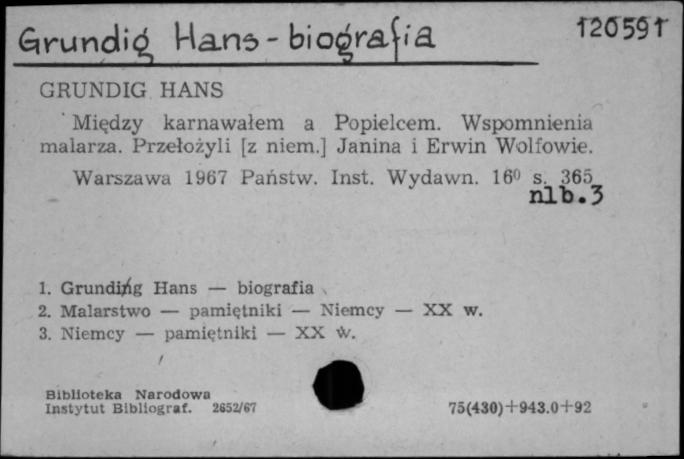 Grundig Hans - biografia
120591
GRUNDIG HANS
Między karnawałem a Popielcem. Wspomnienia
malarza. Przełożyli [z niem.] Janina i Erwin Wolfowie.
Warszawa 1967 Państw. Inst. Wydawn. 16⁰ s. 365
nlb. 3
1. Grundig Hans — biografia
2. Malarstwo — pamiętniki — Niemcy — XX w.
3. Niemcy — pamiętniki — XX w.
Biblioteka Narodowa
Instytut Bibliograf. 2652/67
75(430)+943.0+92